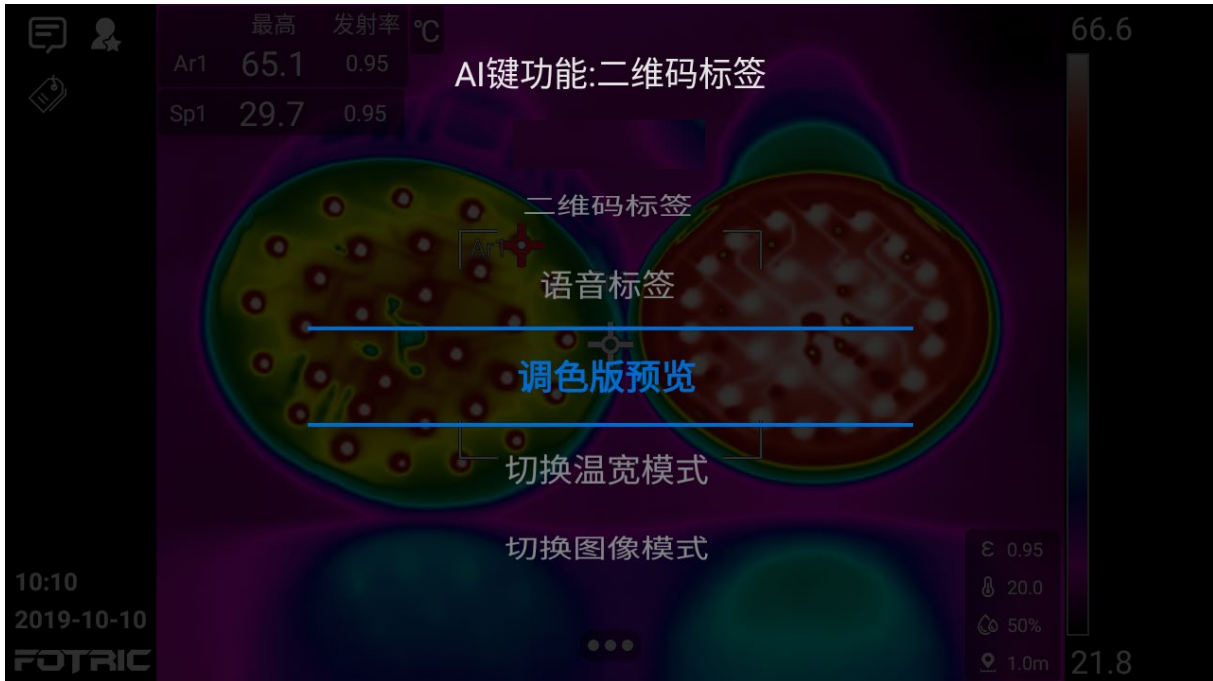 最高 发射率 ℃
Ar1 65.1 0.95
Sp1 29.7 0.95
66.6
AI键功能:二维码标签
二维码标签
Ar1
语音标签
调色版预览
切换温宽模式
切换图像模式
ε 0.95
20.0
50%
1.0m
10:10
2019-10-10
FOTRIC
21.8